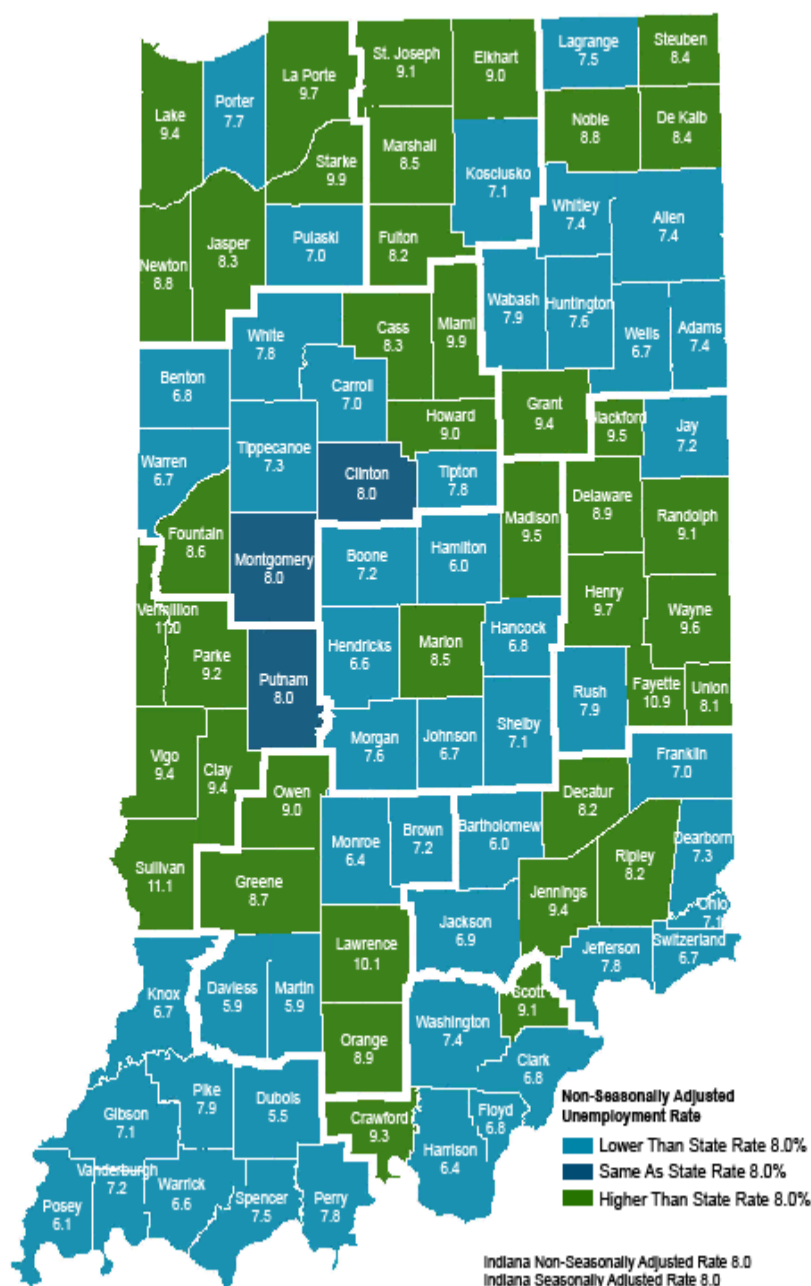 St. Joseph
9.1
Elkhart
9.0
Lagrange
7.5
Steuben
8.4
La Porte
9.7
Porter
7.7
Lake
9.4
Noble
8.8
De Kalb
8.4
Marshall
8.5
Starke
9.9
Kosciusko
7.1
Whitley
7.4
Allen
7.4
Pulaski
7.0
Fulton
8.2
Jasper
8.3
Newton
8.8
Wabash
7.9
Huntington
7.6
Wells
6.7
Adams
7.4
White
7.8
Cass
8.3
Miami
9.9
Benton
6.8
Carroll
7.0
Howard
9.0
Grant
9.4
Blackford
9.5
Jay
7.2
Warren
6.7
Tippecanoe
7.3
Clinton
8.0
Tipton
7.8
Delaware
8.9
Randolph
9.1
Madison
9.5
Fountain
8.6
Montgomery
8.0
Boone
7.2
Hamilton
6.0
Henry
9.7
Wayne
9.6
Vermillion
11.0
Parke
9.2
Putnam
8.0
Hendricks
6.6
Marion
8.5
Hancock
6.8
Rush
7.9
Fayette
10.9
Union
8.1
Vigo
9.4
Clay
9.4
Owen
9.0
Morgan
7.6
Johnson
6.7
Shelby
7.1
Franklin
7.0
Decatur
8.2
Sullivan
11.1
Greene
8.7
Monroe
6.4
Brown
7.2
Bartholomew
6.0
Jennings
9.4
Ripley
8.2
Dearborn
7.3
Ohio
7.1
Lawrence
10.1
Jackson
6.9
Jefferson
7.8
Switzerland
6.7
Knox
6.7
Daviess
5.9
Martin
5.9
Orange
8.9
Washington
7.4
Scott
9.1
Clark
6.8
Gibson
7.1
Pike
7.9
Dubois
5.5
Crawford
9.3
Harrison
6.4
Floyd
6.8
Posey
6.1
Vanderburgh
7.2
Warrick
6.6
Spencer
7.5
Perry
7.8
Non-Seasonally Adjusted
Unemployment Rate
Lower Than State Rate 8.0%
Same As State Rate 8.0%
Higher Than State Rate 8.0%
Indiana Non-Seasonally Adjusted Rate 8.0
Indiana Seasonally Adjusted Rate 8.0